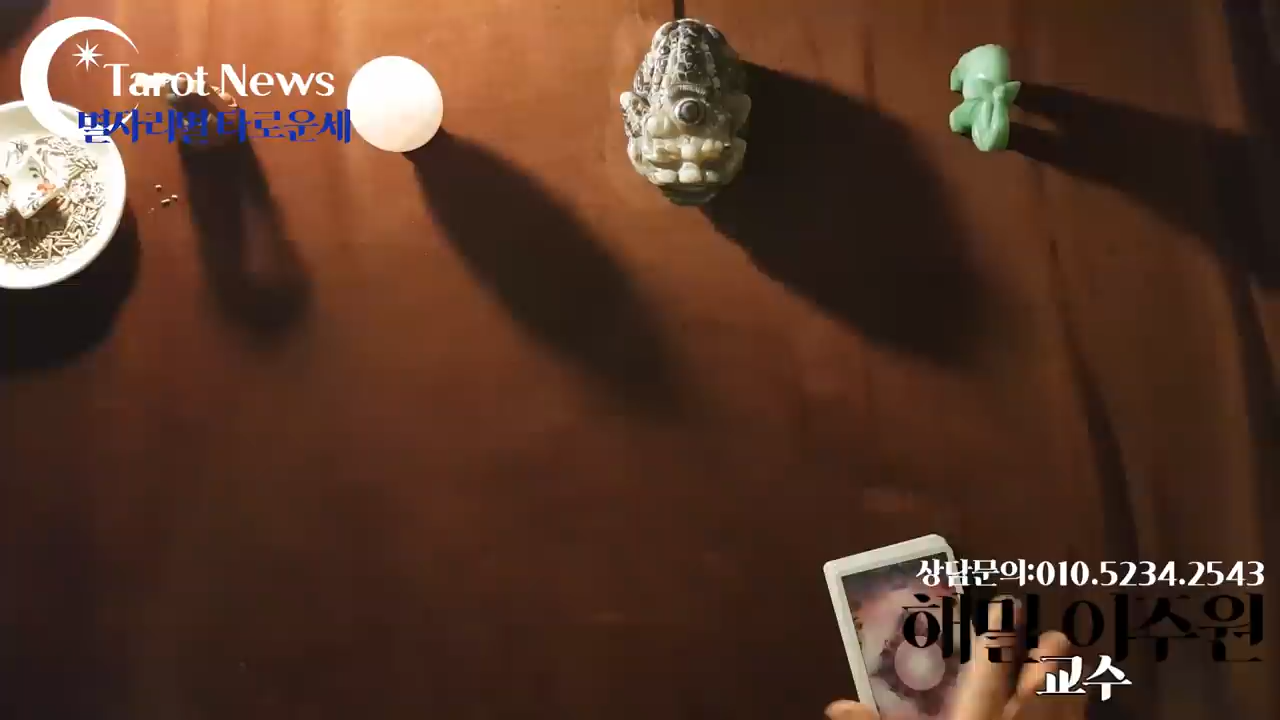 Tarot News
별자리별 타로운세
상담문의:010.5234.2543
해밀 이주원
교수